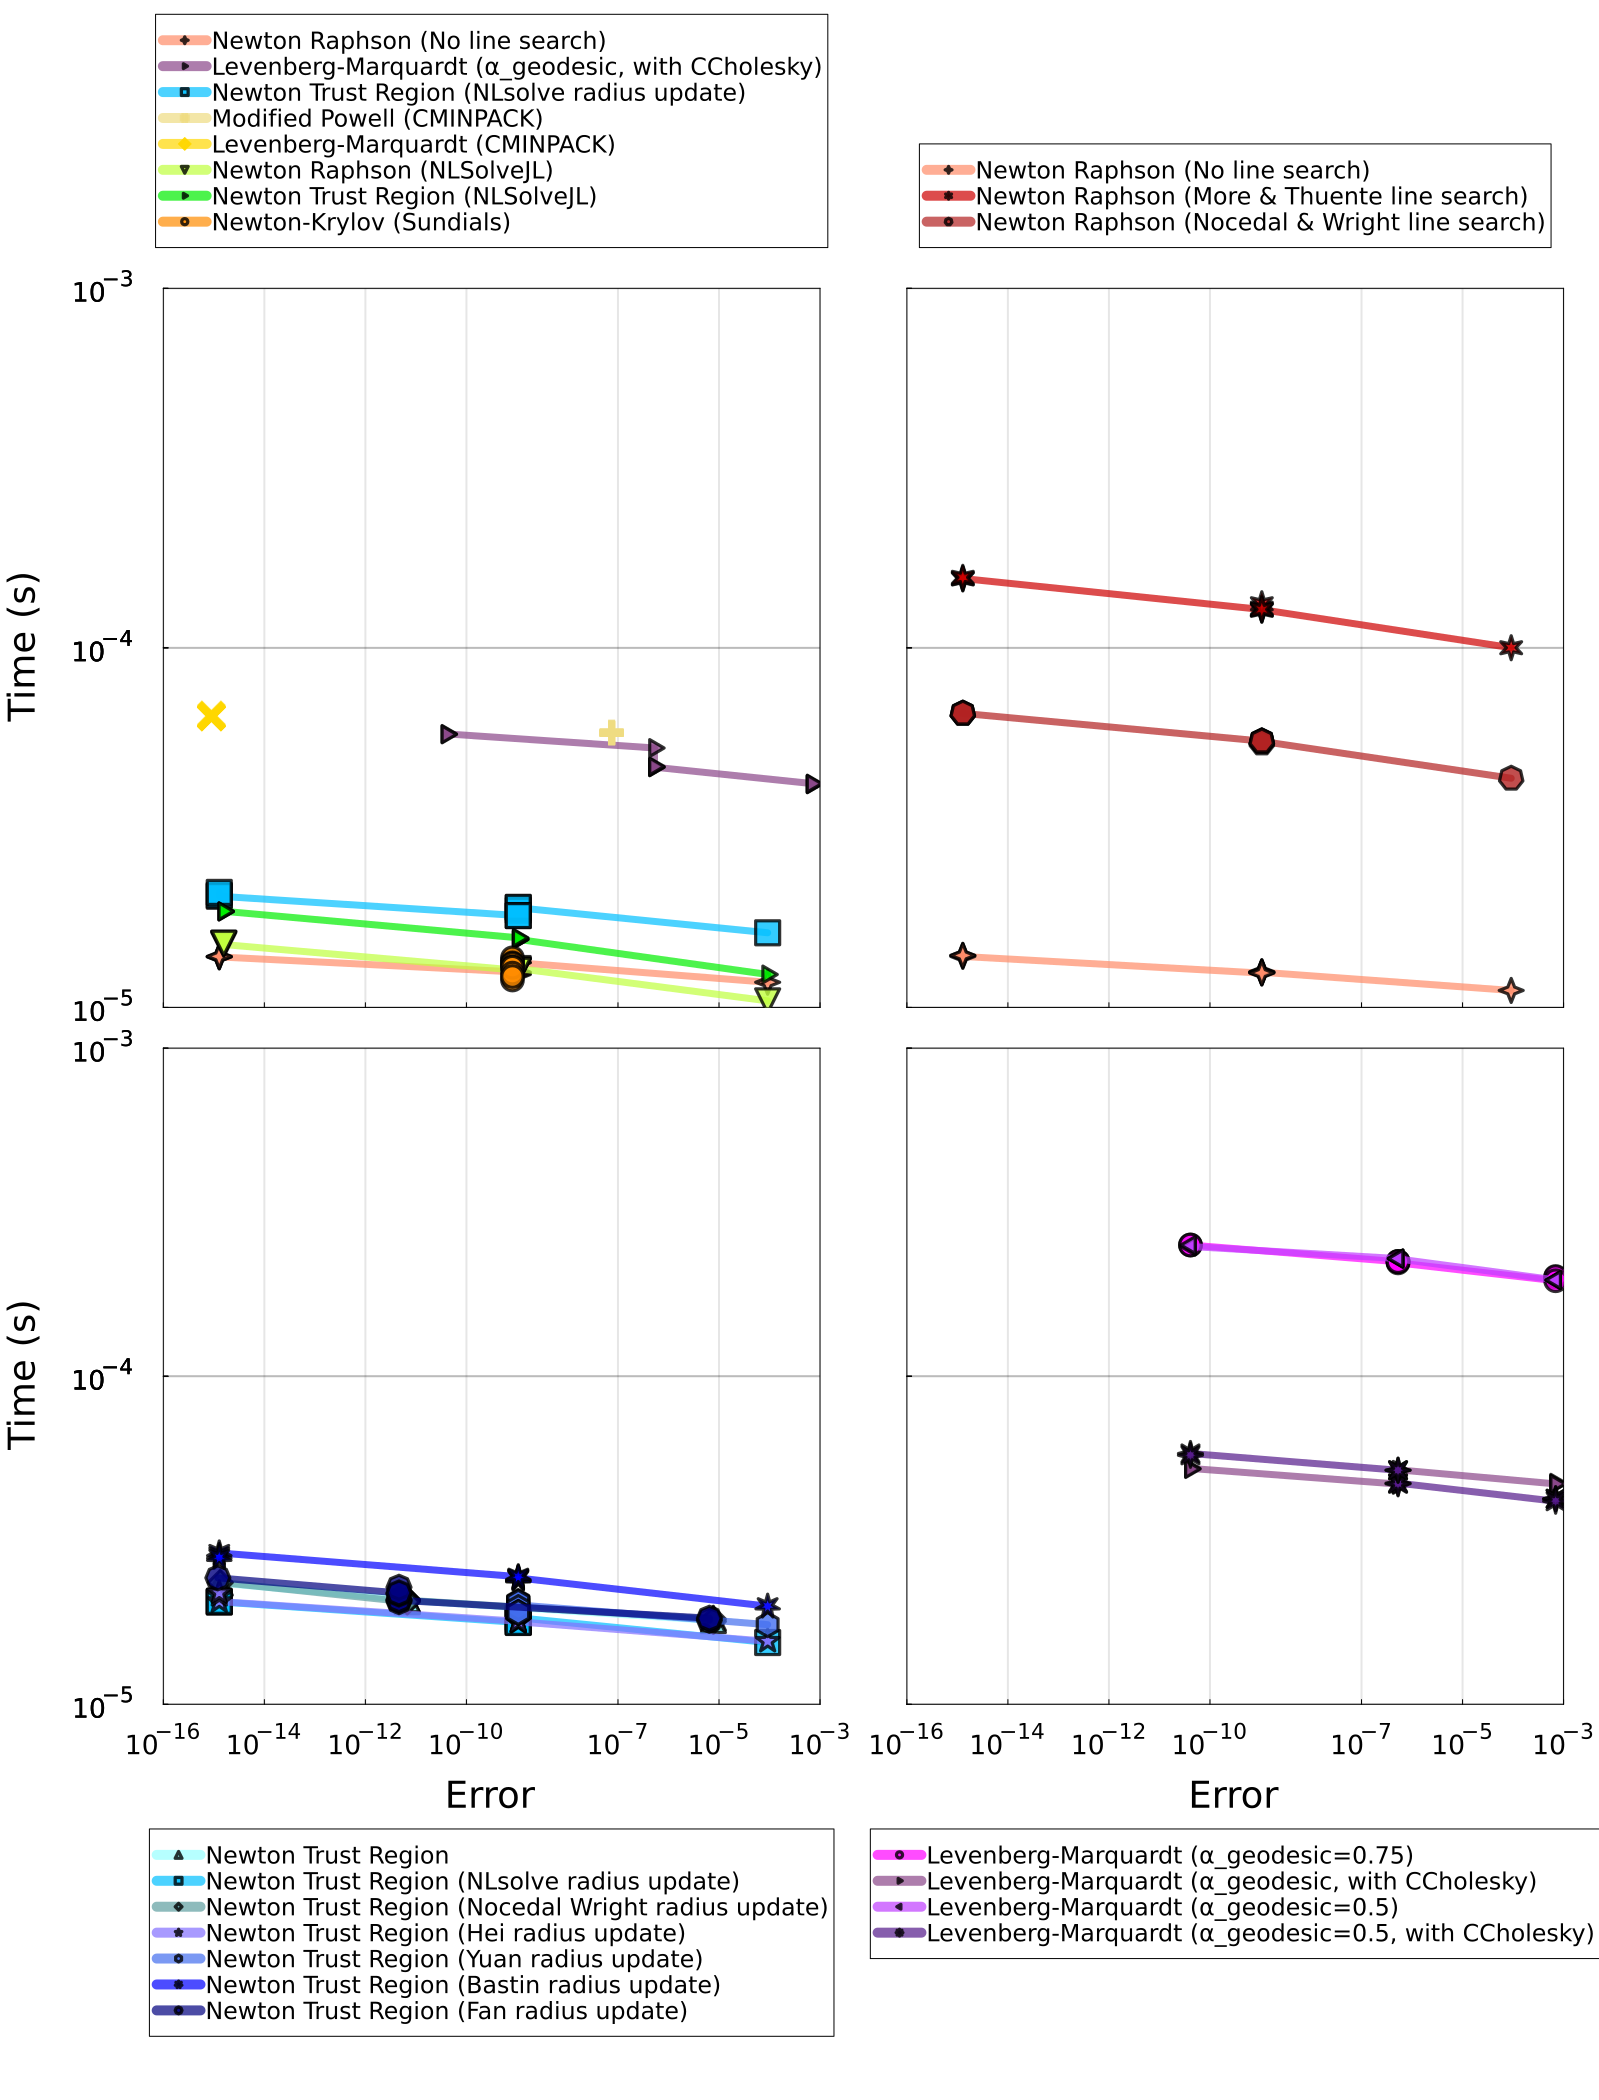 Newton Raphson (No line search)
Levenberg-Marquardt (α_geodesic, with CCholesky)
Newton Trust Region (NLsolve radius update)
Modified Powell (CMINPACK)
Levenberg-Marquardt (CMINPACK)
Newton Raphson (NLSolveJL)
Newton Trust Region (NLSolveJL)
Newton-Krylov (Sundials)
Newton Raphson (No line search)
Newton Raphson (More & Thuente line search)
Newton Raphson (Nocedal & Wright line search)
10⁻³
10⁻⁴
10⁻⁵
Time (s)
10⁻³
10⁻⁴
10⁻⁵
Time (s)
10⁻¹⁶ 10⁻¹⁴ 10⁻¹² 10⁻¹⁰ 10⁻⁷ 10⁻⁵ 10⁻³
Error
10⁻¹⁶ 10⁻¹⁴ 10⁻¹² 10⁻¹⁰ 10⁻⁷ 10⁻⁵ 10⁻³
Error
Newton Trust Region
Newton Trust Region (NLsolve radius update)
Newton Trust Region (Nocedal Wright radius update)
Newton Trust Region (Hei radius update)
Newton Trust Region (Yuan radius update)
Newton Trust Region (Bastin radius update)
Newton Trust Region (Fan radius update)
Levenberg-Marquardt (α_geodesic=0.75)
Levenberg-Marquardt (α_geodesic, with CCholesky)
Levenberg-Marquardt (α_geodesic=0.5)
Levenberg-Marquardt (α_geodesic=0.5, with CCholesky)